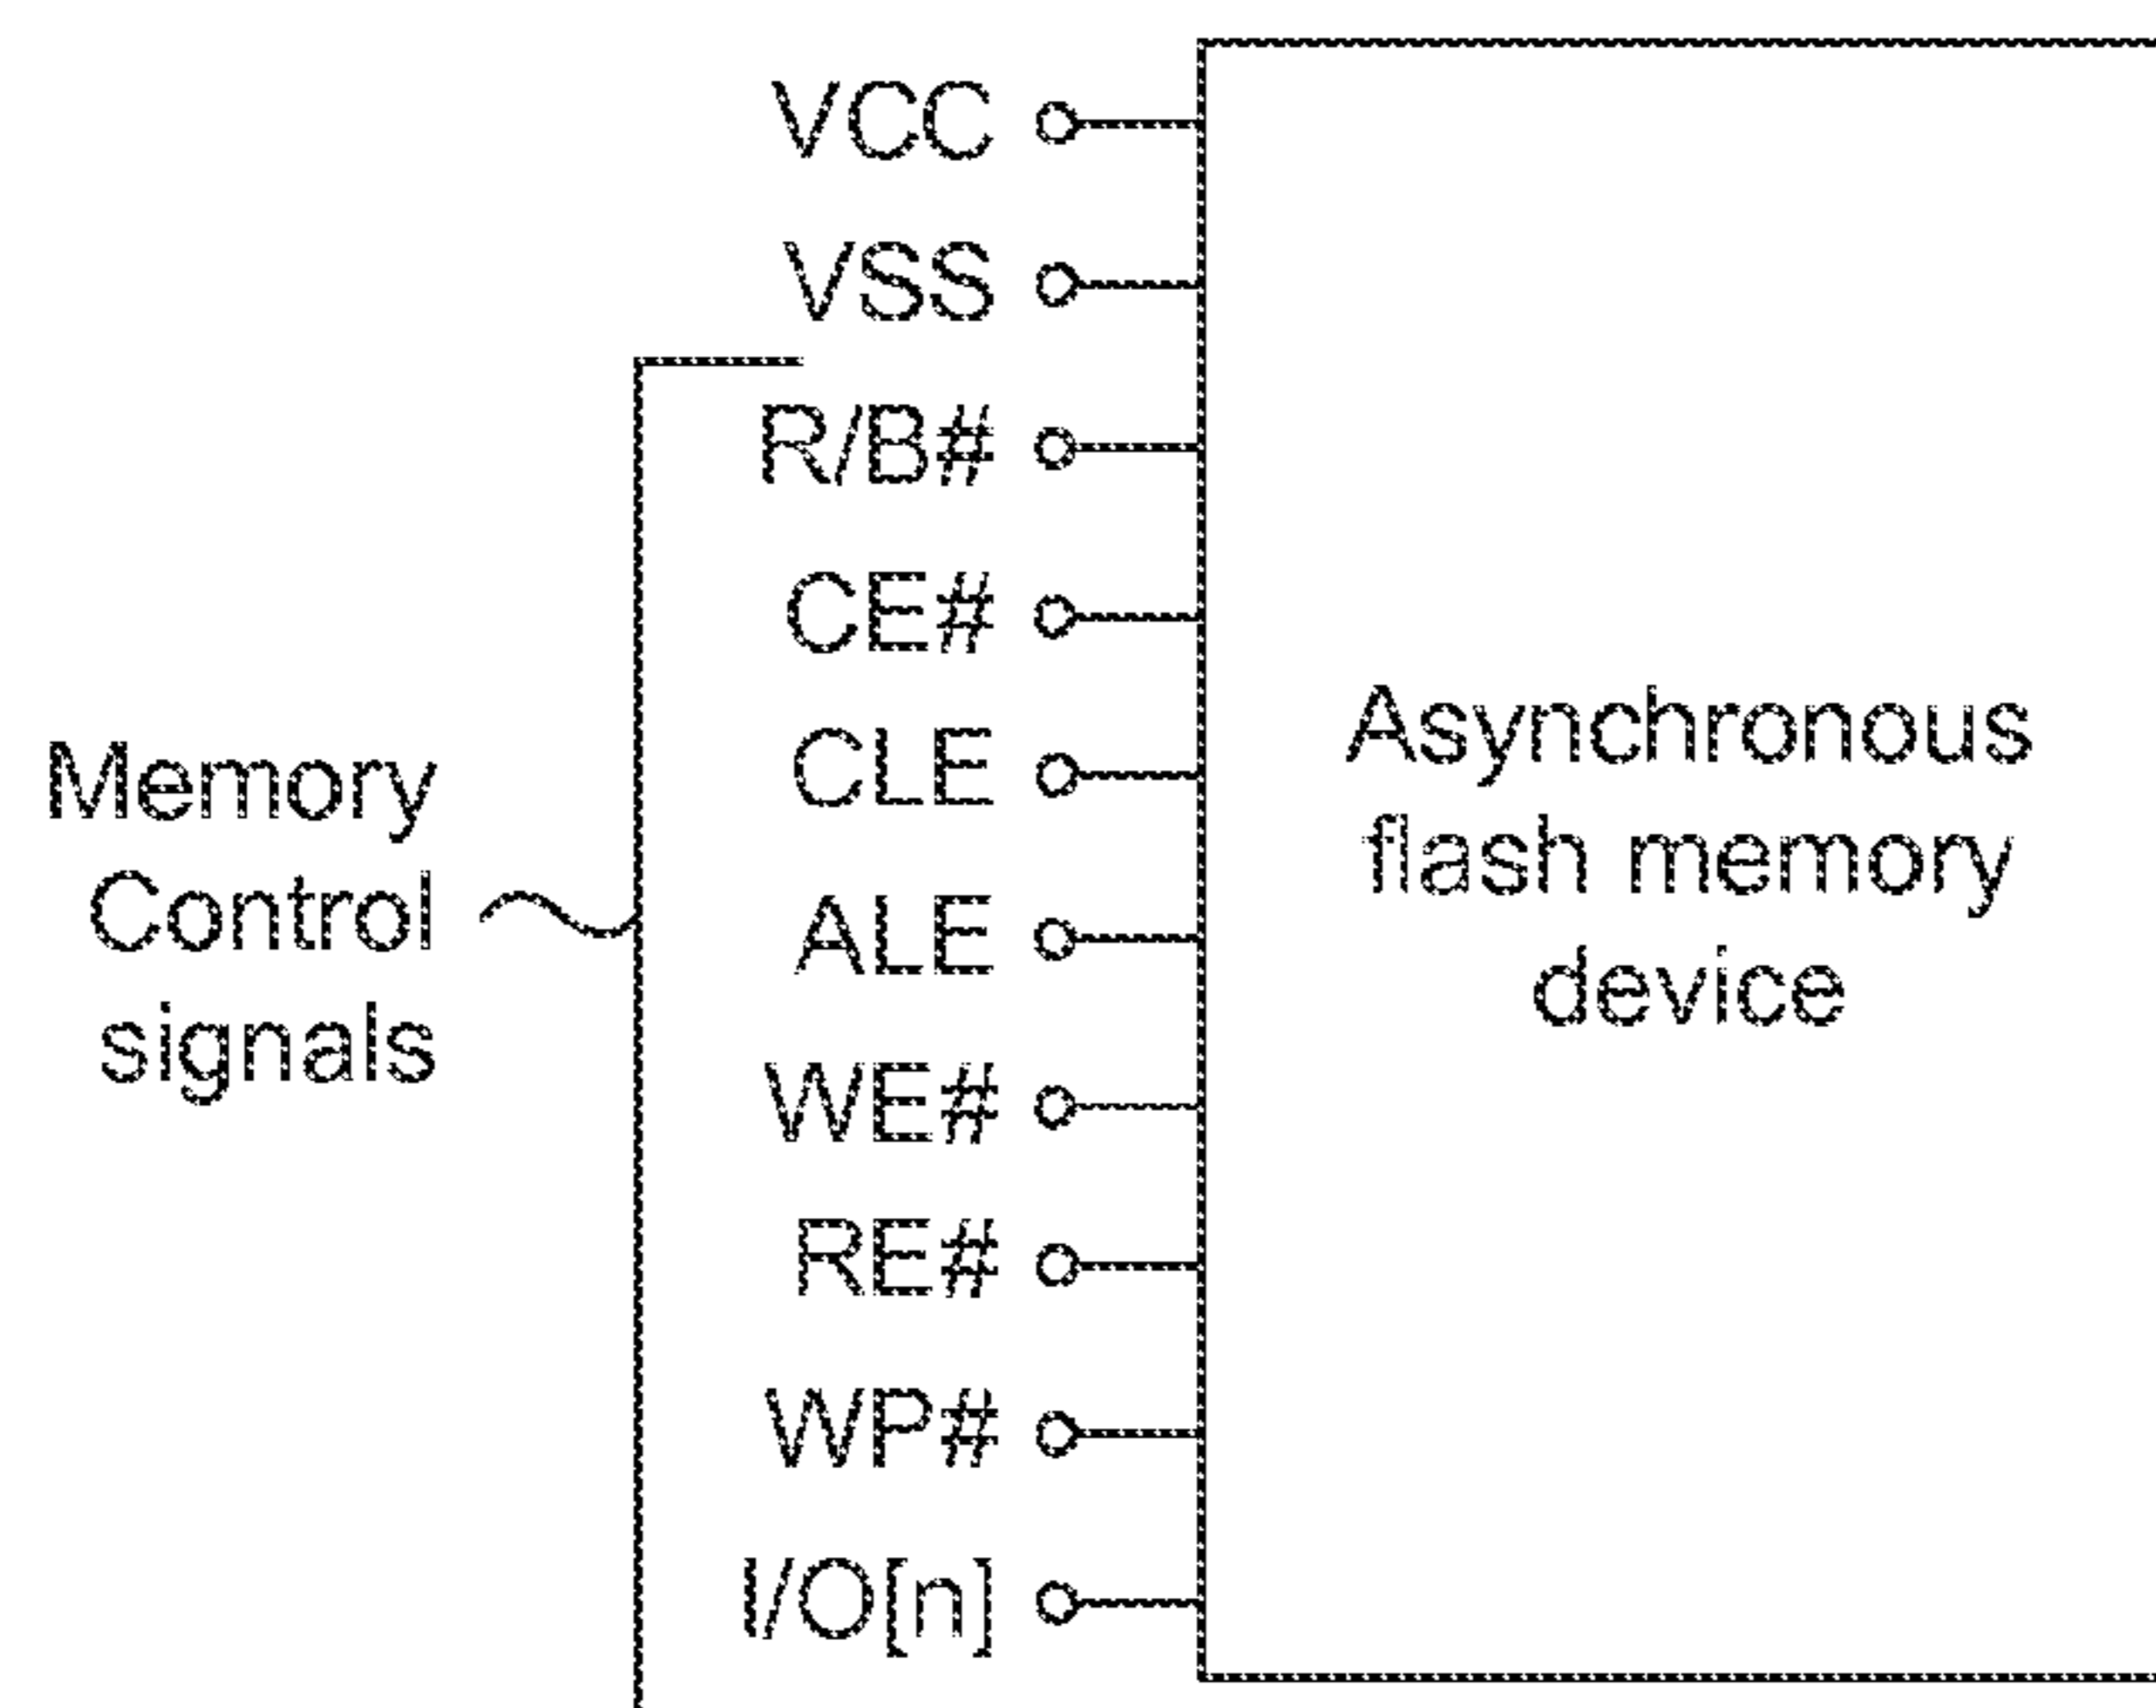 VCC
VSS
R/B#
CE#
CLE
ALE
WE#
RE#
WP#
I/O[n]
Memory
Control
signals
Asynchronous
flash memory
device